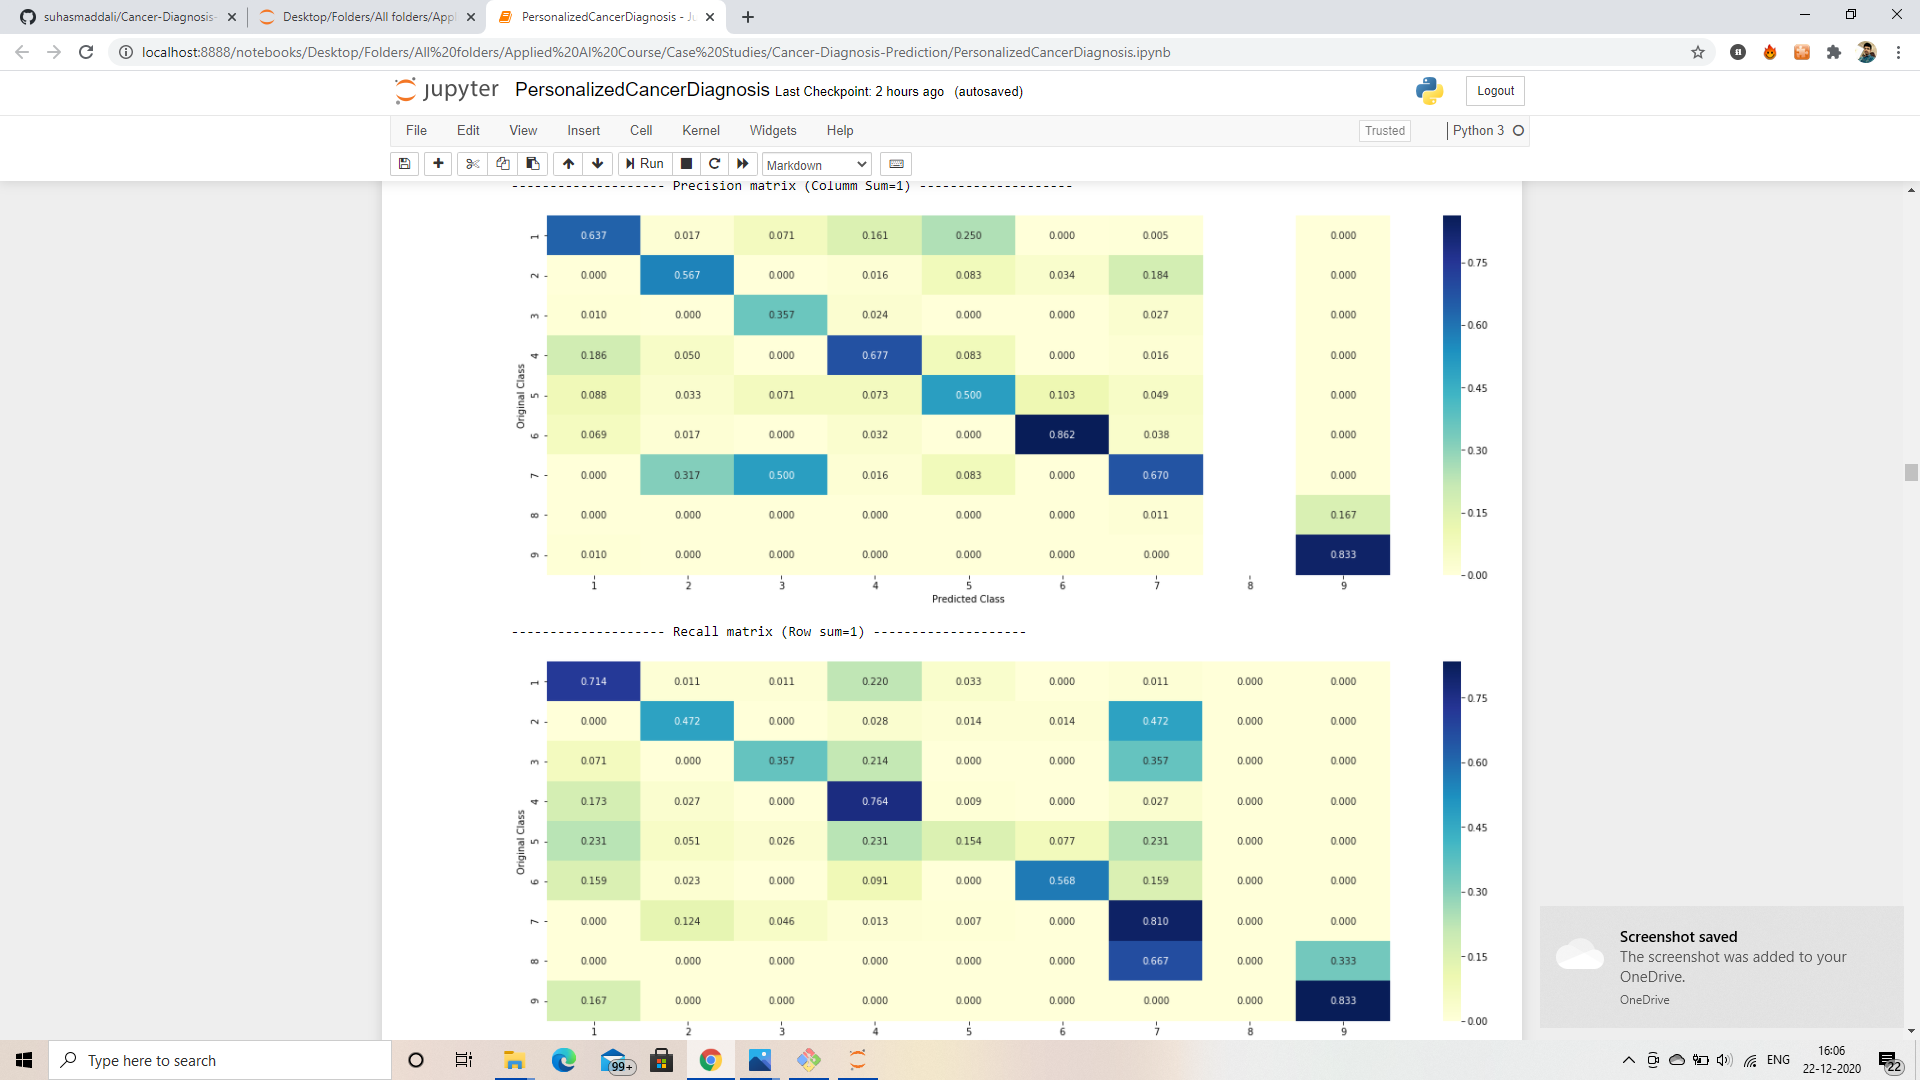 suhasmaddali/Cancer-Diagnosis-
Desktop/Folders/All folders/Appl
PersonalizedCancerDiagnosis - Ju
localhost:8888/notebooks/Desktop/Folders/All%20folders/Applied%20AI%20Course/Case%20Studies/Cancer-Diagnosis-Prediction/PersonalizedCancerDiagnosis.ipynb
jupyter PersonalizedCancerDiagnosis Last Checkpoint: 2 hours ago (autosaved)
Logout
File Edit View Insert Cell Kernel Widgets Help
Trusted Python 3
Run Markdown
-------------------- Precision matrix (Columm Sum=1) --------------------
1 0.637 0.017 0.071 0.161 0.250 0.000 0.005 0.000
2 0.000 0.567 0.000 0.016 0.083 0.034 0.184 0.000
3 0.010 0.000 0.357 0.024 0.000 0.000 0.027 0.000
4 0.186 0.050 0.000 0.677 0.083 0.000 0.016 0.000
5 0.088 0.033 0.071 0.073 0.500 0.103 0.049 0.000
6 0.069 0.017 0.000 0.032 0.000 0.862 0.038 0.000
7 0.000 0.317 0.500 0.016 0.083 0.000 0.670 0.000
8 0.000 0.000 0.000 0.000 0.000 0.000 0.011 0.167
9 0.010 0.000 0.000 0.000 0.000 0.000 0.000 0.833
Original Class
1 2 3 4 5 6 7 8 9
Predicted Class
0.75
0.60
0.45
0.30
0.15
0.00
-------------------- Recall matrix (Row sum=1) --------------------
1 0.714 0.011 0.011 0.220 0.033 0.000 0.011 0.000 0.000
2 0.000 0.472 0.000 0.028 0.014 0.014 0.472 0.000 0.000
3 0.071 0.000 0.357 0.214 0.000 0.000 0.357 0.000 0.000
4 0.173 0.027 0.000 0.764 0.009 0.000 0.027 0.000 0.000
5 0.231 0.051 0.026 0.231 0.154 0.077 0.231 0.000 0.000
6 0.159 0.023 0.000 0.091 0.000 0.568 0.159 0.000 0.000
7 0.000 0.124 0.046 0.013 0.007 0.000 0.810 0.000 0.000
8 0.000 0.000 0.000 0.000 0.000 0.000 0.667 0.000 0.333
9 0.167 0.000 0.000 0.000 0.000 0.000 0.000 0.000 0.833
Original Class
1 2 3 4 5 6 7 8 9
0.75
0.60
0.45
0.30
0.15
0.00
Screenshot saved
The screenshot was added to your
OneDrive.
OneDrive
Type here to search
99+
ENG
16:06
22-12-2020
22